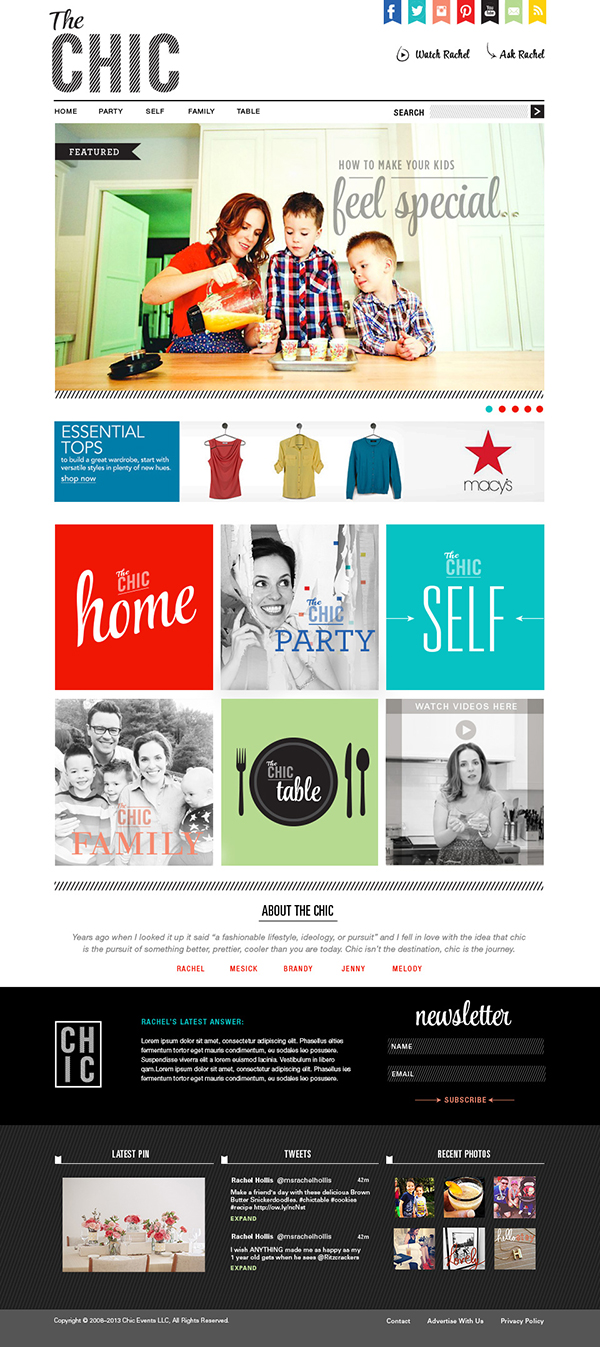 The
CHIC
Watch Rachel
Ask Rachel
HOME PARTY SELF FAMILY TABLE
SEARCH
FEATURED
HOW TO MAKE YOUR KIDS
feel special
ESSENTIAL
TOPS
to build a great wardrobe, start with
versatile styles in plenty of new hues.
shop now
macy's
The
CHIC
home
The
CHIC
PARTY
The
CHIC
SELF
The
CHIC
FAMILY
The
CHIC
table
WATCH VIDEOS HERE
ABOUT THE CHIC
Years ago when I looked it up it said “a fashionable lifestyle, ideology, or pursuit” and I fell in love with the idea that chic
is the pursuit of something better, prettier, cooler than you are today. Chic isn’t the destination, chic is the journey.
RACHEL MESICK BRANDY JENNY MELODY
CH
IC
RACHEL'S LATEST ANSWER:
Lorem ipsum dolor sit amet, consectetur adipiscing elit. Phasellus elties
fermentum tortor eget mauris condimentum, eu sodales leo posuere.
Suspendisse viverra elit a lorem euismod lacinia. Vestibulum in libero
qam.Lorem ipsum dolor sit amet, consectetur adipiscing elit. Phasellus
fermentum tortor eget mauris condimentum, eu sodales leo posuere.
newsletter
NAME
EMAIL
SUBSCRIBE
LATEST PIN
TWEETS
Rachel Hollis @msrachelhollis 42m
Make a friend's day with these delicious Brown
Butter Snickerdoodles. #chictable #cookies
#recipe http://ow.ly/ncNxt
EXPAND
Rachel Hollis @msrachelhollis 42m
I wish ANYTHING made me as happy as my
1 year old gets when he sees @Ritzcrackers
EXPAND
RECENT PHOTOS
Lovely
hello
Copyright © 2008–2013 Chic Events LLC, All Rights Reserved.
Contact Advertise With Us Privacy Policy